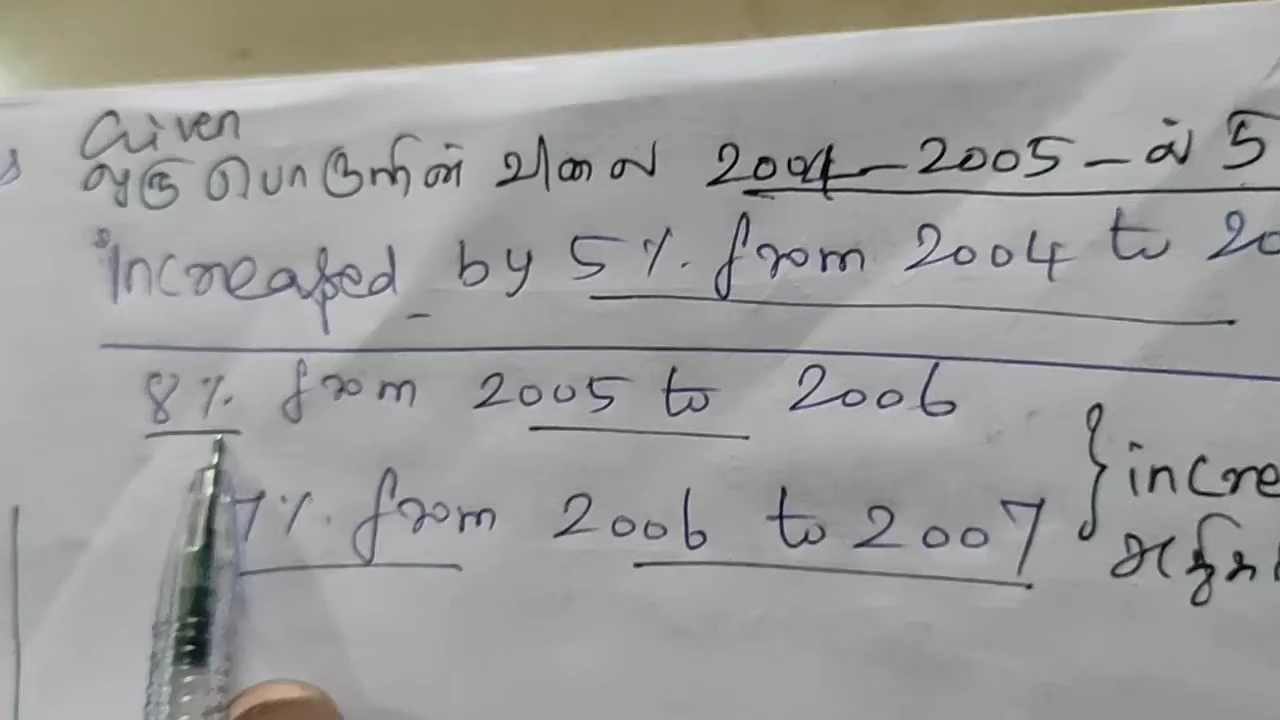 Given
ஒரு பொருளின் விலை 2004-2005-ல் 5
Increased by 5%. from 2004 to 20
8%. from 2005 to 2006
7%. from 2006 to 2007 } incre